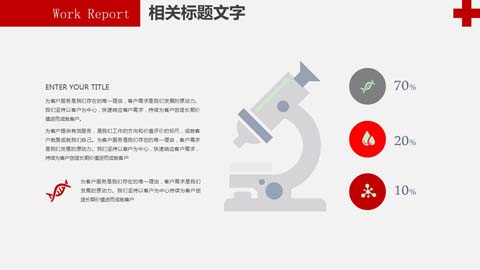 Work Report
相关标题文字
ENTER YOUR TITLE
为客户服务是我们存在的唯一理由，客户需求是我们发展的原动力。
我们坚持以客户为中心，快速响应客户需求，持续为客户创长期价
值进而成就客户。
为客户提供有效服务，是我们工作的方向和价值评价的标尺，成就客
户就是成就我们自己。为客户服务是我们存在的唯一理由，客户需求
是我们发展的原动力。我们坚持以客户为中心，快速响应客户需求，
持续为客户创造长期价值进而成就客户
为客户服务是我们存在的唯一理由，客户需求是我们
发展的原动力。我们坚持以客户为中心持续为客户创
造长期价值进而成就客户
70%
20%
10%